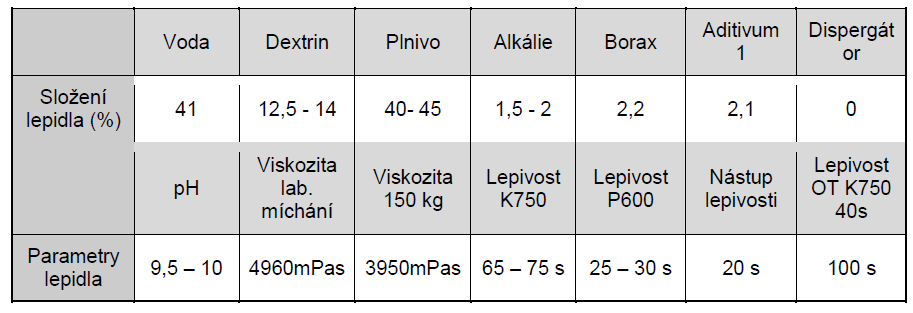 Voda Dextrin Plnivo Alkálie Borax Aditivum 1 Dispergát or
Složení lepidla (%) 41 12,5 - 14 40- 45 1,5 - 2 2,2 2,1 0
pH Viskozita lab. míchání Viskozita 150 kg Lepivost K750 Lepivost P600 Nástup lepivosti Lepivost OT K750 40s
Parametry lepidla 9,5 – 10 4960mPas 3950mPas 65 – 75 s 25 – 30 s 20 s 100 s